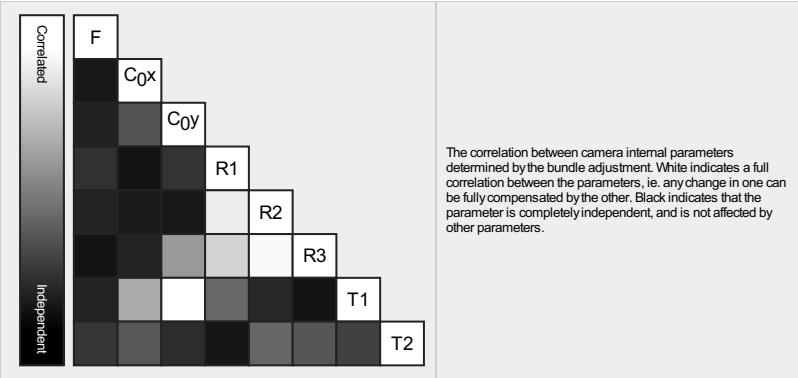 Correlated
Independent
F
C0x
C0y
R1
R2
R3
T1
T2
The correlation between camera internal parameters
determined by the bundle adjustment. White indicates a full
correlation between the parameters, ie. any change in one can
be fully compensated by the other. Black indicates that the
parameter is completely independent, and is not affected by
other parameters.